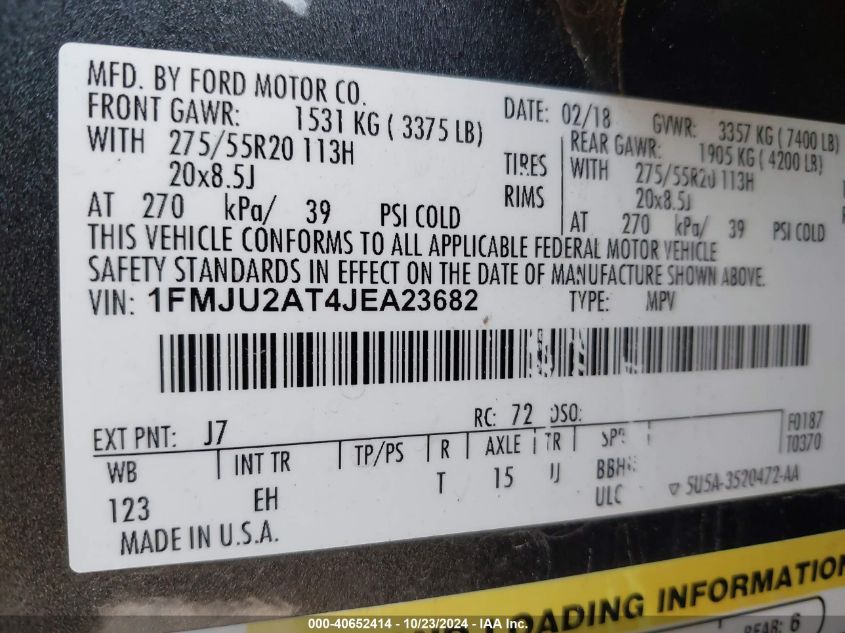 MFD. BY FORD MOTOR CO.
DATE: 02/18 GVWR: 3357 KG (7400 LB)
FRONT GAWR: 1531 KG (3375 LB) REAR GAWR: 1905 KG (4200 LB)
WITH 275/55R20 113H TIRES WITH 275/55R20 113H
20x8.5J RIMS 20x8.5J
AT 270 kPa/ 39 PSI COLD AT 270 kPa/ 39 PSI COLD
THIS VEHICLE CONFORMS TO ALL APPLICABLE FEDERAL MOTOR VEHICLE
SAFETY STANDARDS IN EFFECT ON THE DATE OF MANUFACTURE SHOWN ABOVE.
VIN: 1FMJU2AT4JEA23682 TYPE: MPV
EXT PNT: J7 RC: 72 DSO: F0187
WB INT TR TP/PS R AXLE TR SPR T0370
123 EH T 15 ULC
MADE IN U.S.A. 5U5A-3520472-AA
LOADING INFORMATION
REAR: 6
000-40652414 - 10/23/2024 - IAA Inc.